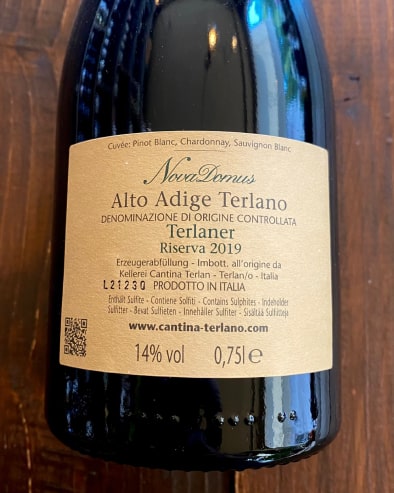 Cuvée: Pinot Blanc, Chardonnay, Sauvignon Blanc
NovaDomus
Alto Adige Terlano
DENOMINAZIONE DI ORIGINE CONTROLLATA
Terlaner
Riserva 2019
Erzeugerabfüllung - Imbott. all'origine da
Kellerei Cantina Terlan - Terlan/o - Italia
L21230 PRODOTTO IN ITALIA
Enthält Sulfite - Contiene Solfiti - Contains Sulphites - Indeholder
Sulfitter - Bevat Sulfieten - Innehåller Sulfiter - Sisältää Sulfiitteja
www.cantina-terlano.com
14% vol 0,75l e